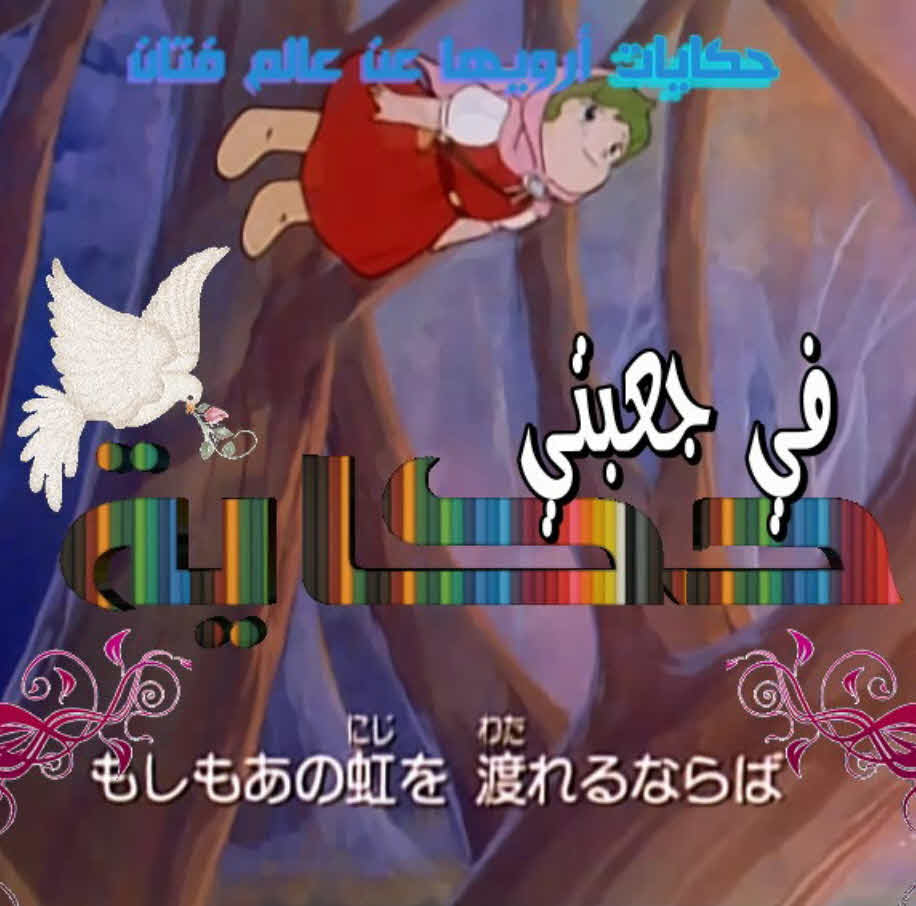 حكايات أرويها عن عالم فتان
في جعبتي
حكاية
にじ わた
もしもあの虹を 渡れるならば